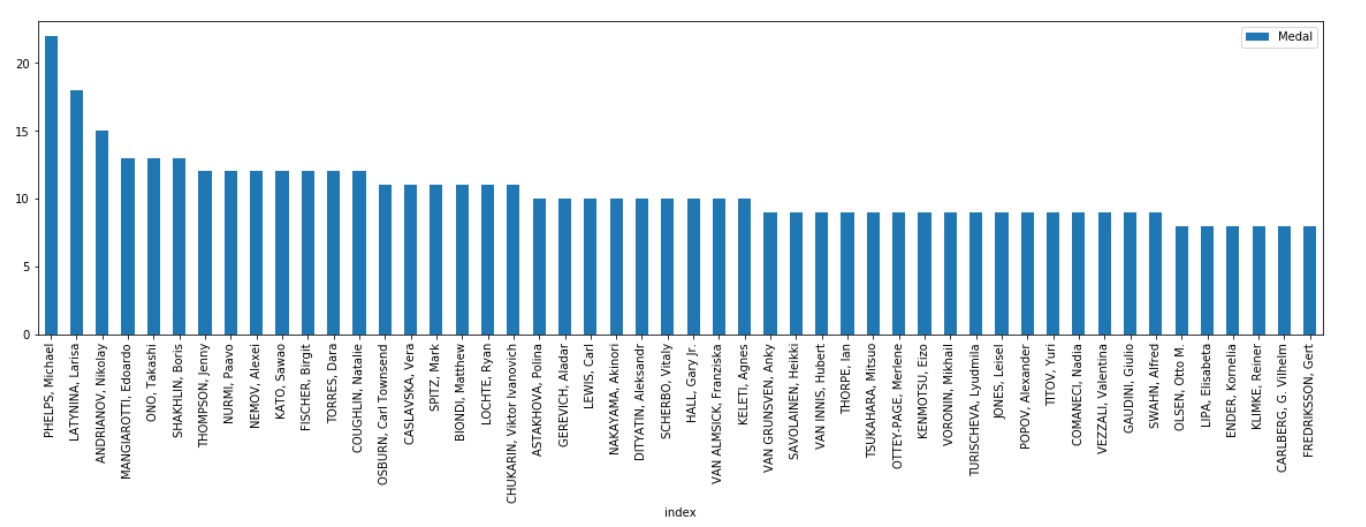 Medal
20
15
10
5
0
PHELPS, Michael
LATYNINA, Larisa
ANDRIANOV, Nikolay
MANGIAROTTI, Edoardo
ONO, Takashi
SHAKHLIN, Boris
THOMPSON, Jenny
NURMI, Paavo
NEMOV, Alexei
KATO, Sawao
FISCHER, Birgit
TORRES, Dara
COUGHLIN, Natalie
OSBURN, Carl Townsend
CASLAVSKA, Vera
SPITZ, Mark
BIONDI, Matthew
LOCHTE, Ryan
CHUKARIN, Viktor Ivanovich
ASTAKHOVA, Polina
GEREVICH, Aladar
LEWIS, Carl
NAKAYAMA, Akinori
DITYATIN, Aleksandr
SCHERBO, Vitaly
HALL, Gary Jr.
VAN ALMSICK, Franziska
KELETI, Agnes
VAN GRUNSVEN, Anky
SAVOLAINEN, Heikki
VAN INNIS, Hubert
THORPE, Ian
TSUKAHARA, Mitsuo
OTTEY-PAGE, Merlene
KENMOTSU, Eizo
VORONIN, Mikhail
TURISCHEVA, Lyudmila
JONES, Leisel
POPOV, Alexander
TITOV, Yuri
COMANECI, Nadia
VEZZALI, Valentina
GAUDINI, Giulio
SWAHN, Alfred
OLSEN, Otto M.
LIPA, Elisabeta
ENDER, Kornelia
KLIMKE, Reiner
CARLBERG, G. Vilhelm
FREDRIKSSON, Gert
index